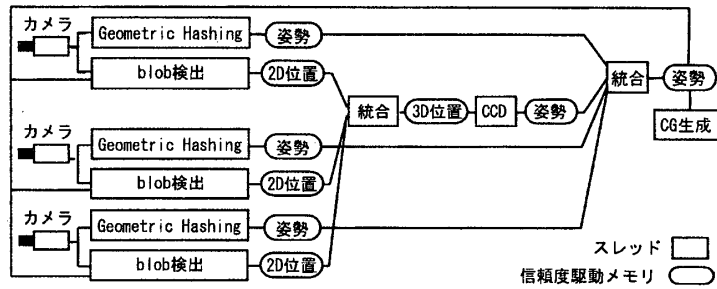 カメラ
Geometric Hashing 姿勢
blob検出 2D位置
統合 3D位置 CCD 姿勢
統合 姿勢
CG生成
カメラ
Geometric Hashing 姿勢
blob検出 2D位置
カメラ
Geometric Hashing 姿勢
blob検出 2D位置
スレッド
信頼度駆動メモリ